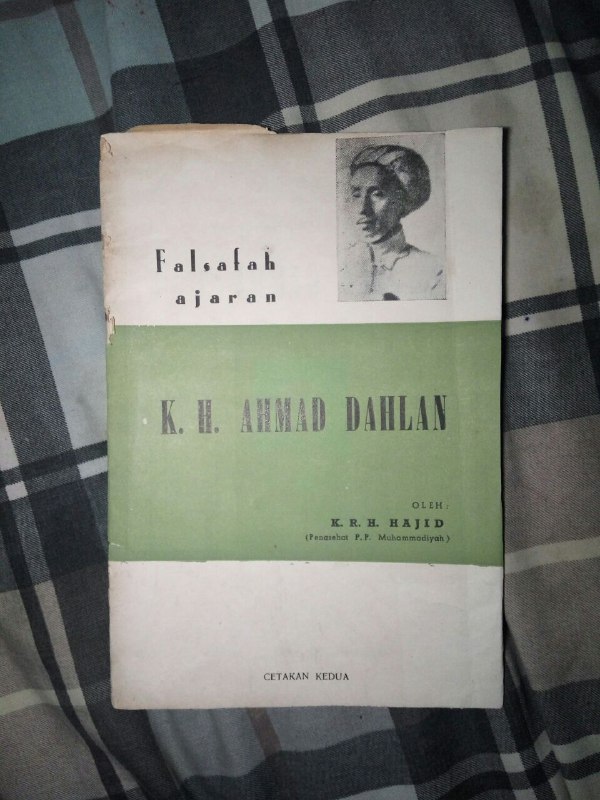 Falsafah
ajaran
K. H. AHMAD DAHLAN
OLEH:
K. R. H. HAJID
(Penasehat P.P. Muhammadiyah)
CETAKAN KEDUA